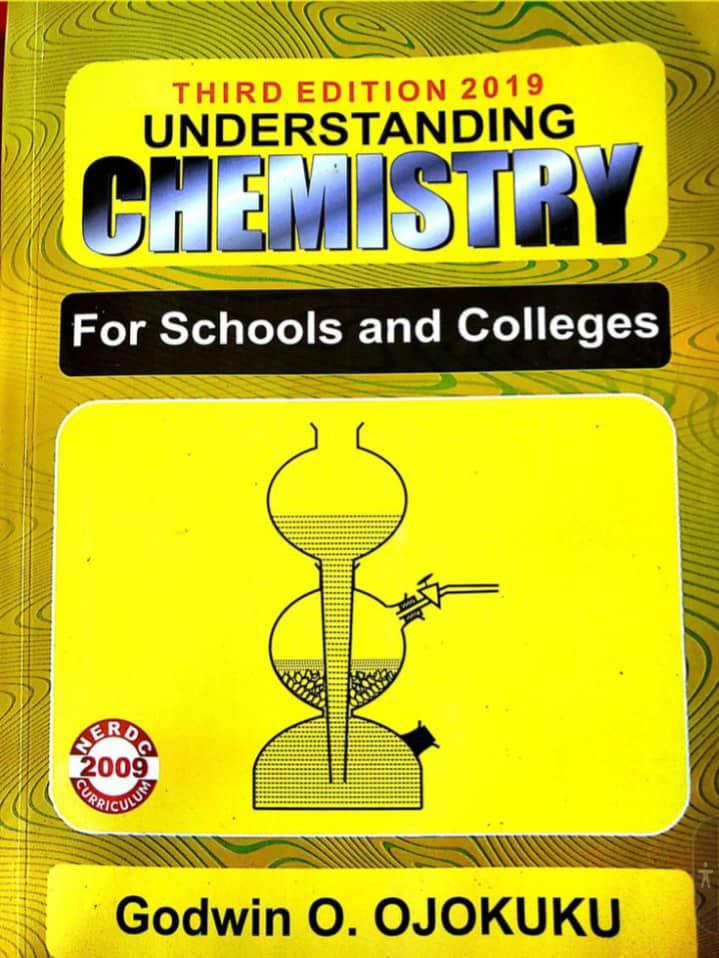 THIRD EDITION 2019
UNDERSTANDING
CHEMISTRY
For Schools and Colleges
NERDC
2009
CURRICULUM
Godwin O. OJOKUKU